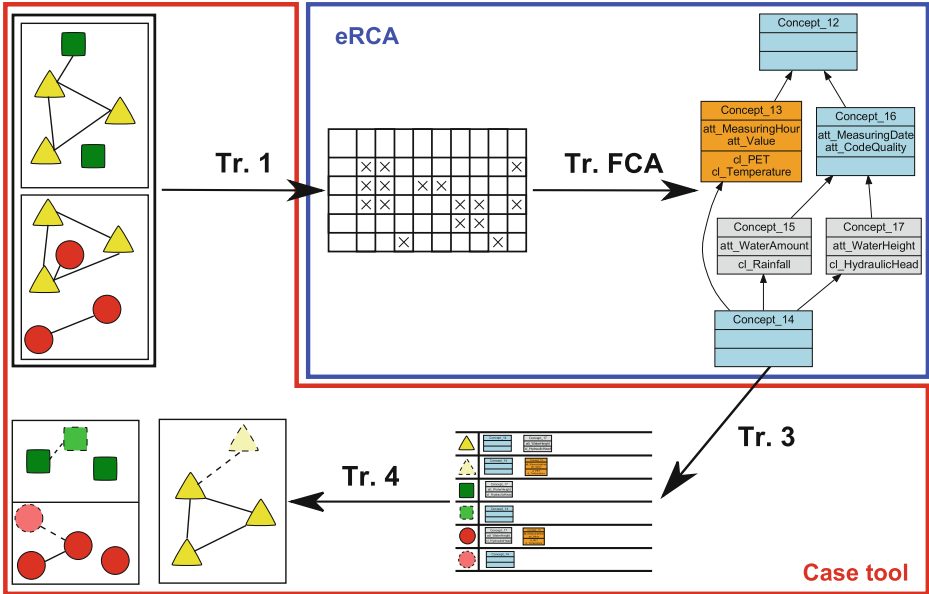 eRCA
Concept_12
Concept_13
att_MeasuringHour
att_Value
cl_PET
cl_Temperature
Concept_16
att_MeasuringDate
att_CodeQuality
Tr. 1
Tr. FCA
Concept_15
att_WaterAmount
cl_Rainfall
Concept_17
att_WaterHeight
cl_HydraulicHead
Concept_14
Tr. 3
Tr. 4
Case tool